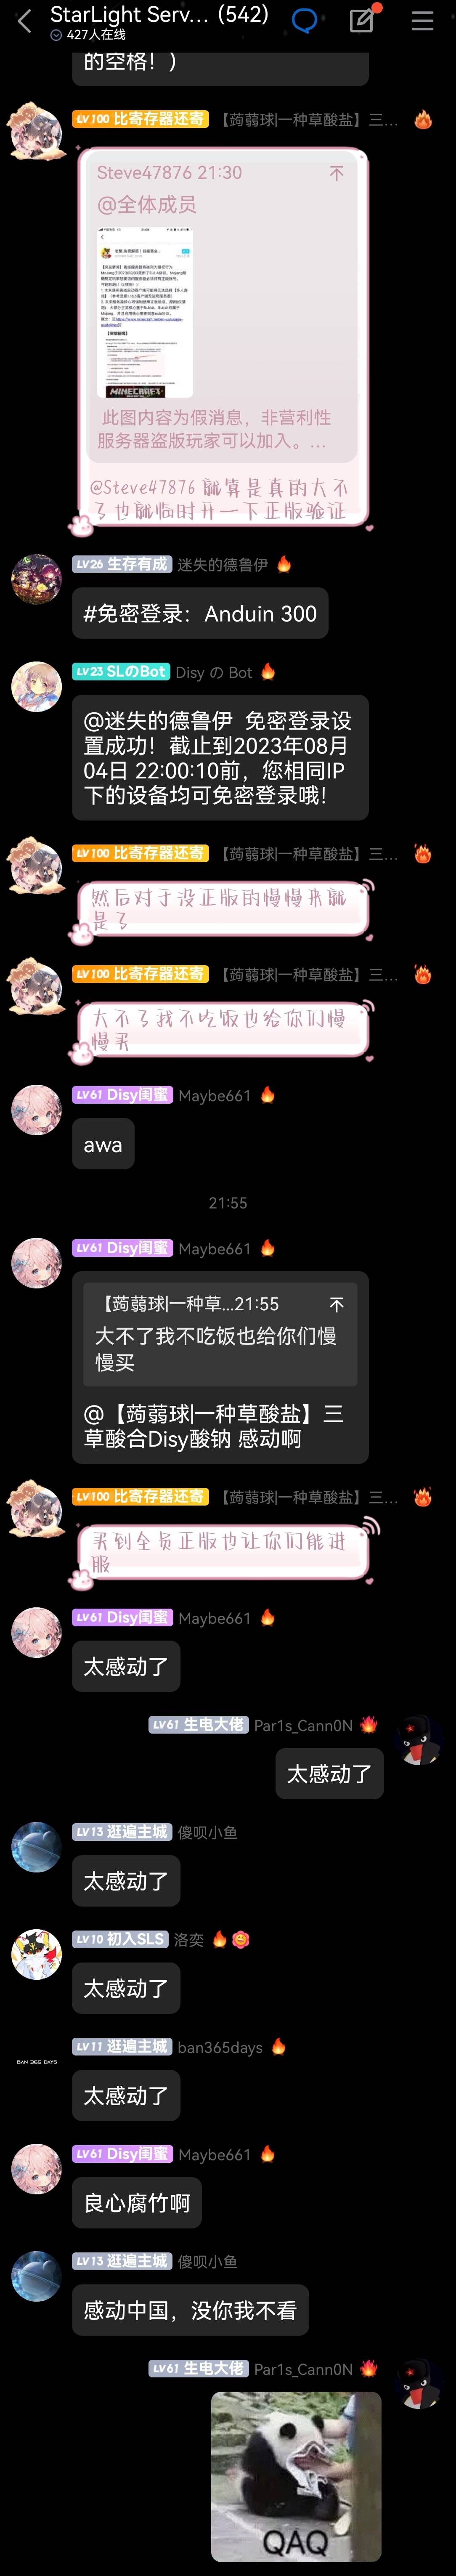 StarLight Serv... (542)
427人在线
的空格！)
LV100 比寄存器还寄 【蒟蒻球|一种草酸盐】三...
Steve47876 21:30
@全体成员
MINECRAFT
此图内容为假消息，非营利性
服务器盗版玩家可以加入。...
@Steve47876 就算是真的大不
了也就临时开一下正版验证
LV26 生存有成 迷失的德鲁伊
#免密登录：Anduin 300
LV23 SLのBot Disy の Bot
@迷失的德鲁伊 免密登录设
置成功！截止到2023年08月
04日 22:00:10前，您相同IP
下的设备均可免密登录哦！
LV100 比寄存器还寄 【蒟蒻球|一种草酸盐】三...
然后对于没正版的慢慢来就
是了
LV100 比寄存器还寄 【蒟蒻球|一种草酸盐】三...
大不了我不吃饭也给你们慢
慢买
LV61 Disy闺蜜 Maybe661
awa
21:55
LV61 Disy闺蜜 Maybe661
【蒟蒻球|一种草...21:55
大不了我不吃饭也给你们慢
慢买
@【蒟蒻球|一种草酸盐】三
草酸合Disy酸钠 感动啊
LV100 比寄存器还寄 【蒟蒻球|一种草酸盐】三...
买到全员正版也让你们能进
服
LV61 Disy闺蜜 Maybe661
太感动了
LV61 生电大佬 Par1s_Cann0N
太感动了
LV13 逛遍主城 傻呗小鱼
太感动了
LV10 初入SLS 洛奕
太感动了
BAN 365 DAYS
LV11 逛遍主城 ban365days
太感动了
LV61 Disy闺蜜 Maybe661
良心腐竹啊
LV13 逛遍主城 傻呗小鱼
感动中国，没你我不看
LV61 生电大佬 Par1s_Cann0N
QAQ